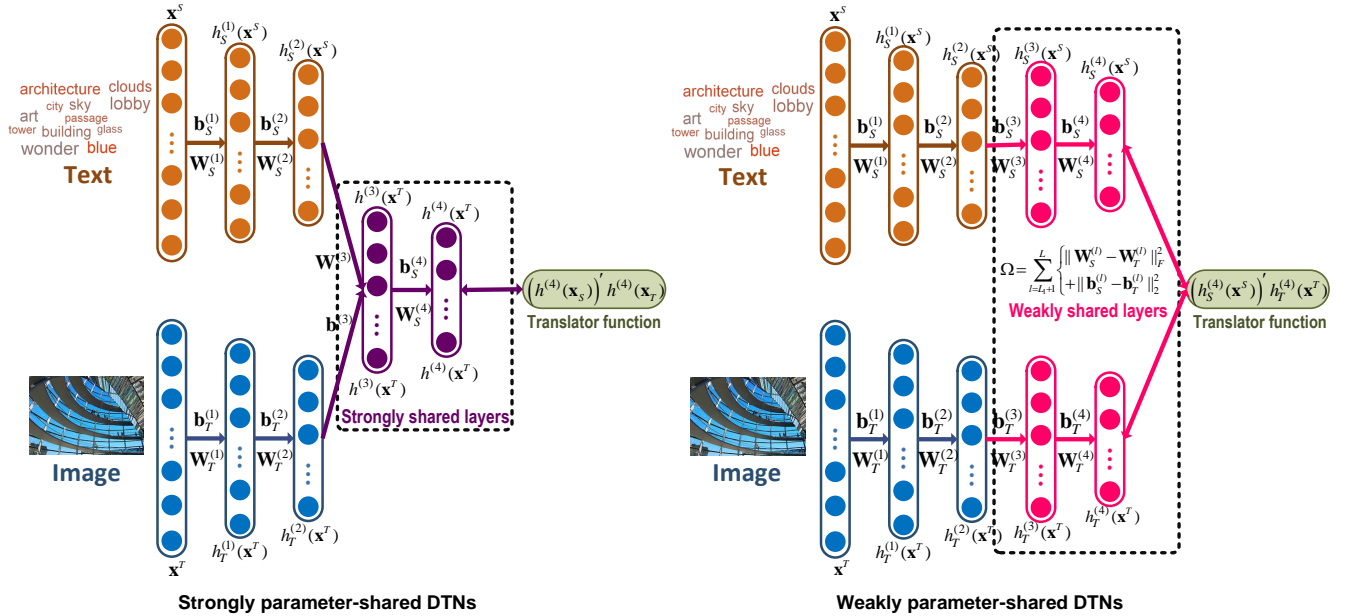 x^S
h_S^{(1)}(x^S)
h_S^{(2)}(x^S)
architecture clouds
city sky lobby
art passage
tower building glass
wonder blue
Text
b_S^{(1)}
W_S^{(1)}
b_S^{(2)}
W_S^{(2)}
W^{(3)}
b^{(3)}
h^{(3)}(x^T)
h^{(4)}(x^T)
b_S^{(4)}
W_S^{(4)}
h^{(3)}(x^T)
h^{(4)}(x^T)
Strongly shared layers
(h^{(4)}(x_S))′ h^{(4)}(x_T)
Translator function
Image
b_T^{(1)}
W_T^{(1)}
b_T^{(2)}
W_T^{(2)}
h_T^{(1)}(x^T)
h_T^{(2)}(x^T)
x^T
Strongly parameter-shared DTNs
x^S
h_S^{(1)}(x^S)
h_S^{(2)}(x^S)
h_S^{(3)}(x^S)
h_S^{(4)}(x^S)
architecture clouds
city sky lobby
art passage
tower building glass
wonder blue
Text
b_S^{(1)}
W_S^{(1)}
b_S^{(2)}
W_S^{(2)}
b_S^{(3)}
W_S^{(3)}
b_S^{(4)}
W_S^{(4)}
Ω = ∑_{l=L_1+1}^{L} { || W_S^{(l)} − W_T^{(l)} ||_F^2
+ || b_S^{(l)} − b_T^{(l)} ||_2^2
Weakly shared layers
(h_S^{(4)}(x^S))′ h_T^{(4)}(x^T)
Translator function
Image
b_T^{(1)}
W_T^{(1)}
b_T^{(2)}
W_T^{(2)}
b_T^{(3)}
W_T^{(3)}
b_T^{(4)}
W_T^{(4)}
h_T^{(1)}(x^T)
h_T^{(2)}(x^T)
h_T^{(3)}(x^T)
h_T^{(4)}(x^T)
x^T
Weakly parameter-shared DTNs